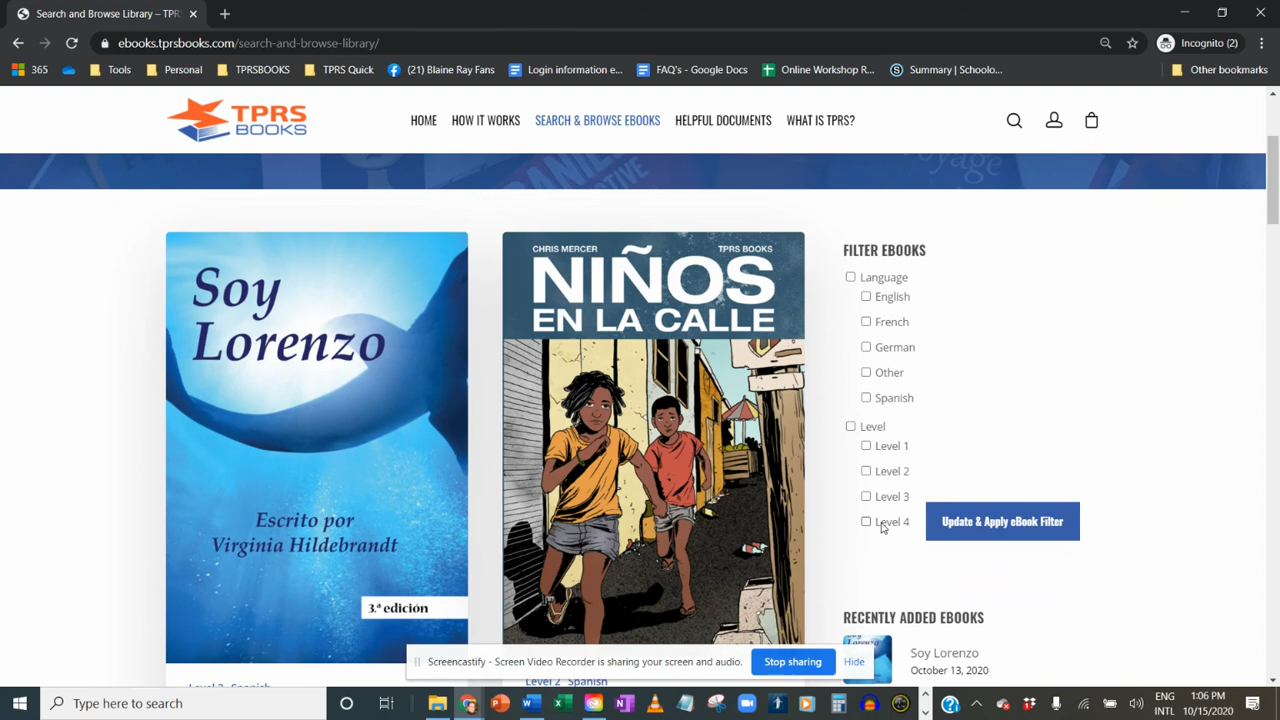 Search and Browse Library – TPR
ebooks.tprsbooks.com/search-and-browse-library/
Incognito (2)
365
Tools
Personal
TPRSBOOKS
TPRS Quick
(21) Blaine Ray Fans
Login information e...
FAQ's - Google Docs
Online Workshop R...
Summary | Schoolo...
Other bookmarks
TPRS
BOOKS
HOME
HOW IT WORKS
SEARCH & BROWSE EBOOKS
HELPFUL DOCUMENTS
WHAT IS TPRS?
Soy
Lorenzo
Escrito por
Virginia Hildebrandt
3.ª edición
Level 2 Spanish
CHRIS MERCER
TPRS BOOKS
NIÑOS
EN LA CALLE
Level 2 Spanish
FILTER EBOOKS
Language
English
French
German
Other
Spanish
Level
Level 1
Level 2
Level 3
Level 4
Update & Apply eBook Filter
RECENTLY ADDED EBOOKS
Soy Lorenzo
October 13, 2020
Screencastify - Screen Video Recorder is sharing your screen and audio.
Stop sharing
Hide
Type here to search
ENG
INTL
1:06 PM
10/15/2020